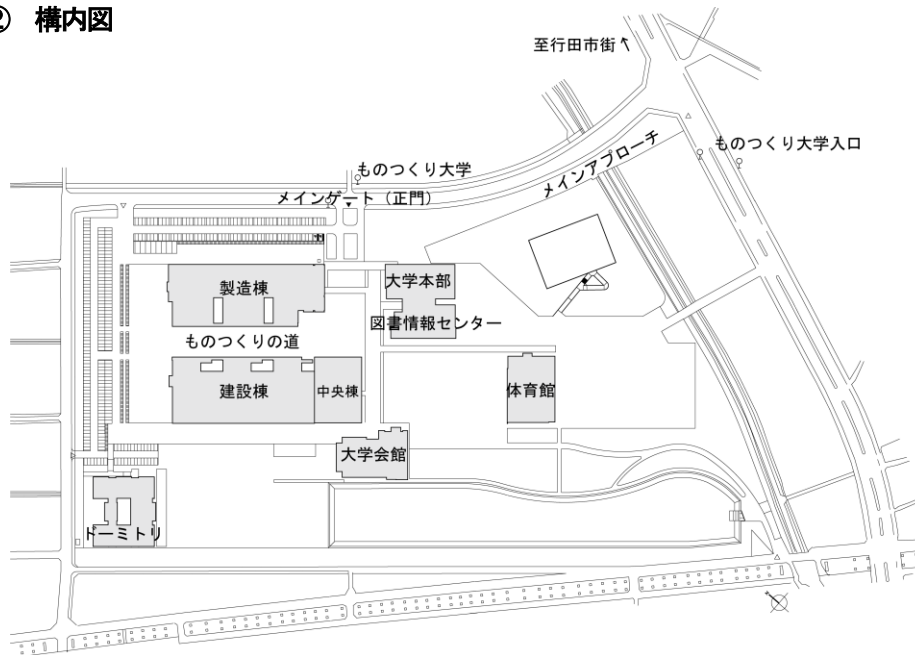 ② 構内図
至行田市街↑
ものつくり大学入口
ものつくり大学
メインアプローチ
メインゲート（正門）
製造棟
大学本部
図書情報センター
ものつくりの道
建設棟
中央棟
体育館
大学会館
ドーミトリ